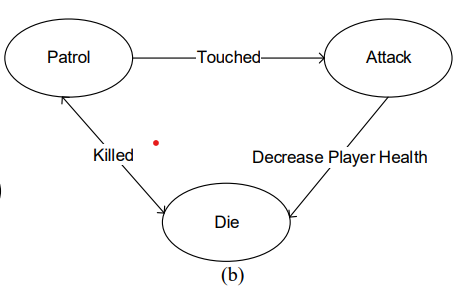 Patrol
Touched
Attack
Killed
Decrease Player Health
Die
(b)